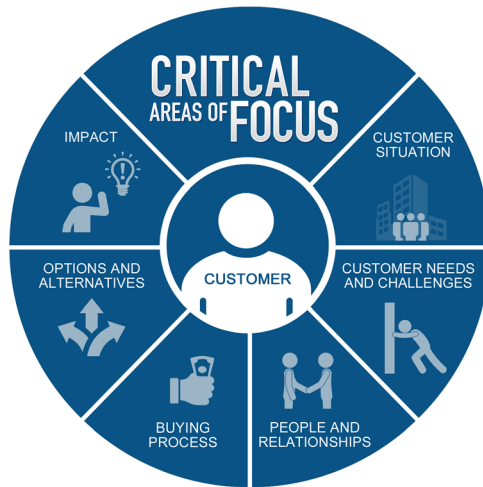 CRITICAL
AREAS OF FOCUS
CUSTOMER
SITUATION
CUSTOMER NEEDS
AND CHALLENGES
PEOPLE AND
RELATIONSHIPS
BUYING
PROCESS
OPTIONS AND
ALTERNATIVES
IMPACT
CUSTOMER